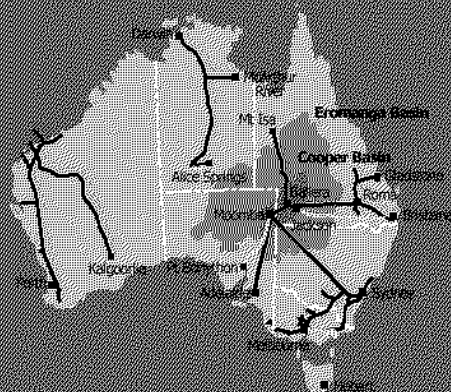 Darwin
McArthur
River
Mt Isa
Eromanga Basin
Cooper Basin
Gladstone
Alice Springs
Ballera
Roma
Moomba
Brisbane
Jackson
Kalgoorlie
Pt Bonython
Perth
Adelaide
Sydney
Melbourne
Hobart